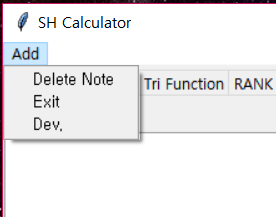 SH Calculator
Add
Delete Note
Exit
Dev.
Tri Function RANK